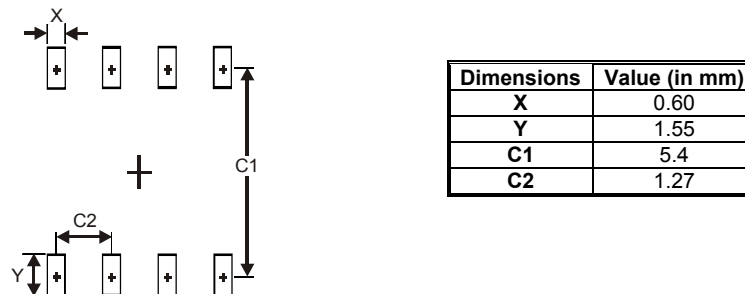 X
C1
C2
Y
Dimensions Value (in mm)
X 0.60
Y 1.55
C1 5.4
C2 1.27